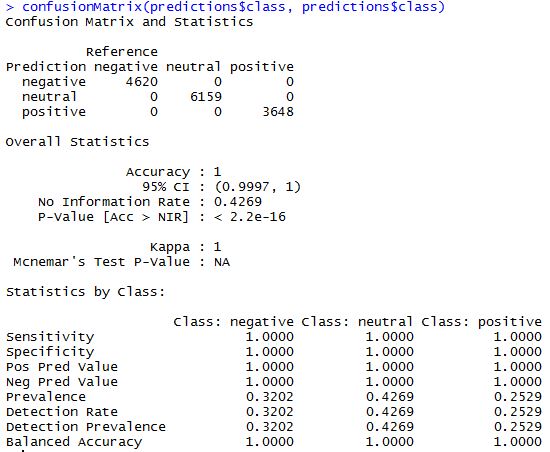 > confusionMatrix(predictions$class, predictions$class)
Confusion Matrix and Statistics
Reference
Prediction negative neutral positive
negative 4620 0 0
neutral 0 6159 0
positive 0 0 3648
Overall Statistics
Accuracy : 1
95% CI : (0.9997, 1)
No Information Rate : 0.4269
P-Value [Acc > NIR] : < 2.2e-16
Kappa : 1
Mcnemar's Test P-Value : NA
Statistics by Class:
Class: negative Class: neutral Class: positive
Sensitivity 1.0000 1.0000 1.0000
Specificity 1.0000 1.0000 1.0000
Pos Pred Value 1.0000 1.0000 1.0000
Neg Pred Value 1.0000 1.0000 1.0000
Prevalence 0.3202 0.4269 0.2529
Detection Rate 0.3202 0.4269 0.2529
Detection Prevalence 0.3202 0.4269 0.2529
Balanced Accuracy 1.0000 1.0000 1.0000